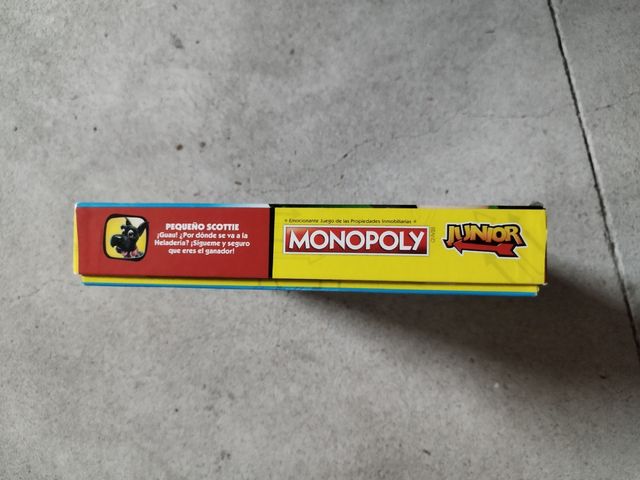 PEQUEÑO SCOTTIE
¡Guau! ¿Por dónde se va a la
Heladería? ¡Sígueme y seguro
que eres el ganador!
Emocionante Juego de las Propiedades Inmobiliarias
MONOPOLY
JUNIOR